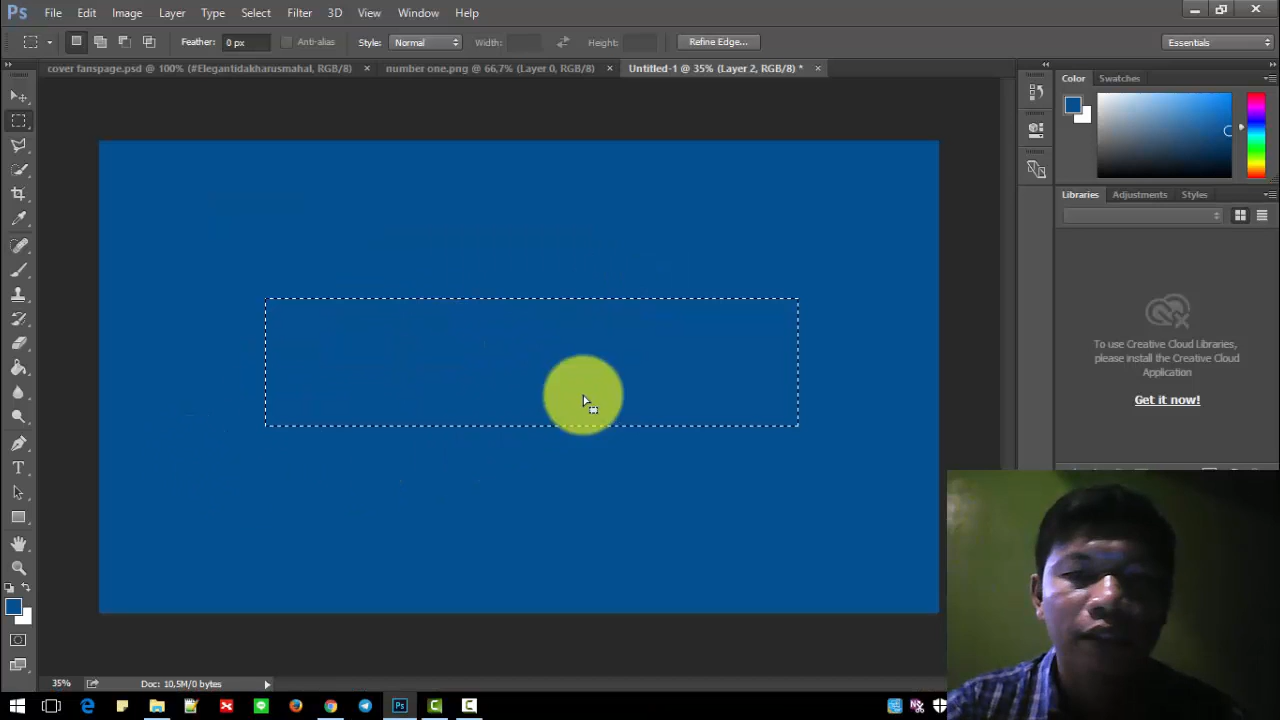 Ps File Edit Image Layer Type Select Filter 3D View Window Help
Feather: 0 px Anti-alias Style: Normal Width: Height: Refine Edge... Essentials
cover fanspage.psd @ 100% (#Elegantidakharusmahal, RGB/8) × number one.png @ 66,7% (Layer 0, RGB/8) × Untitled-1 @ 35% (Layer 2, RGB/8) * ×
Color Swatches
Libraries Adjustments Styles
To use Creative Cloud Libraries,
please install the Creative Cloud
Application
Get it now!
35% Doc: 10,5M/0 bytes